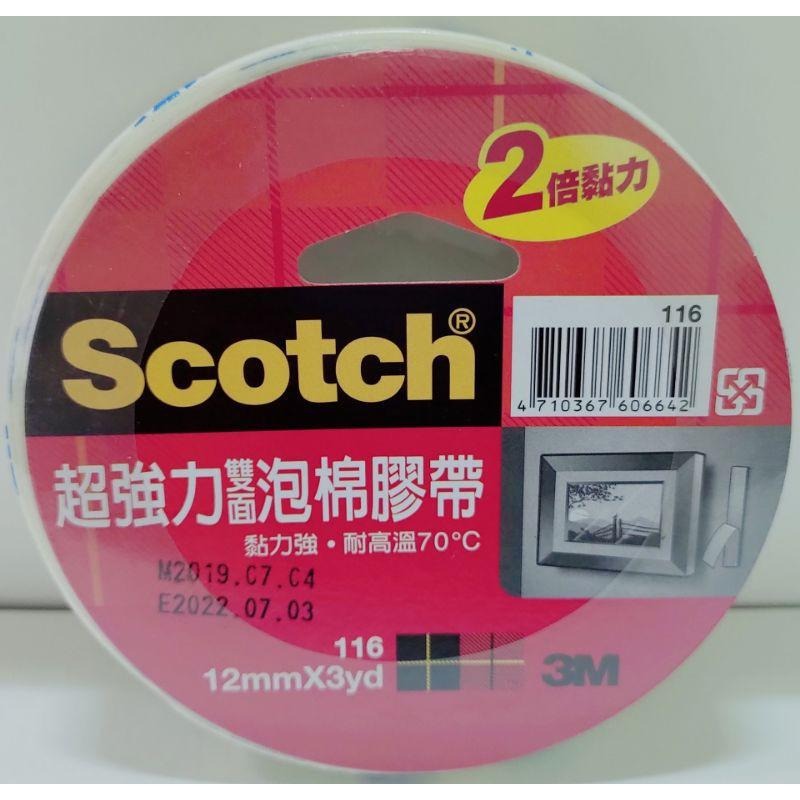 2倍黏力
Scotch®
116
4 710367 606642
超強力雙面泡棉膠帶
黏力強・耐高溫70°C
M2019.07.04
E2022.07.03
116
12mmX3yd
3M